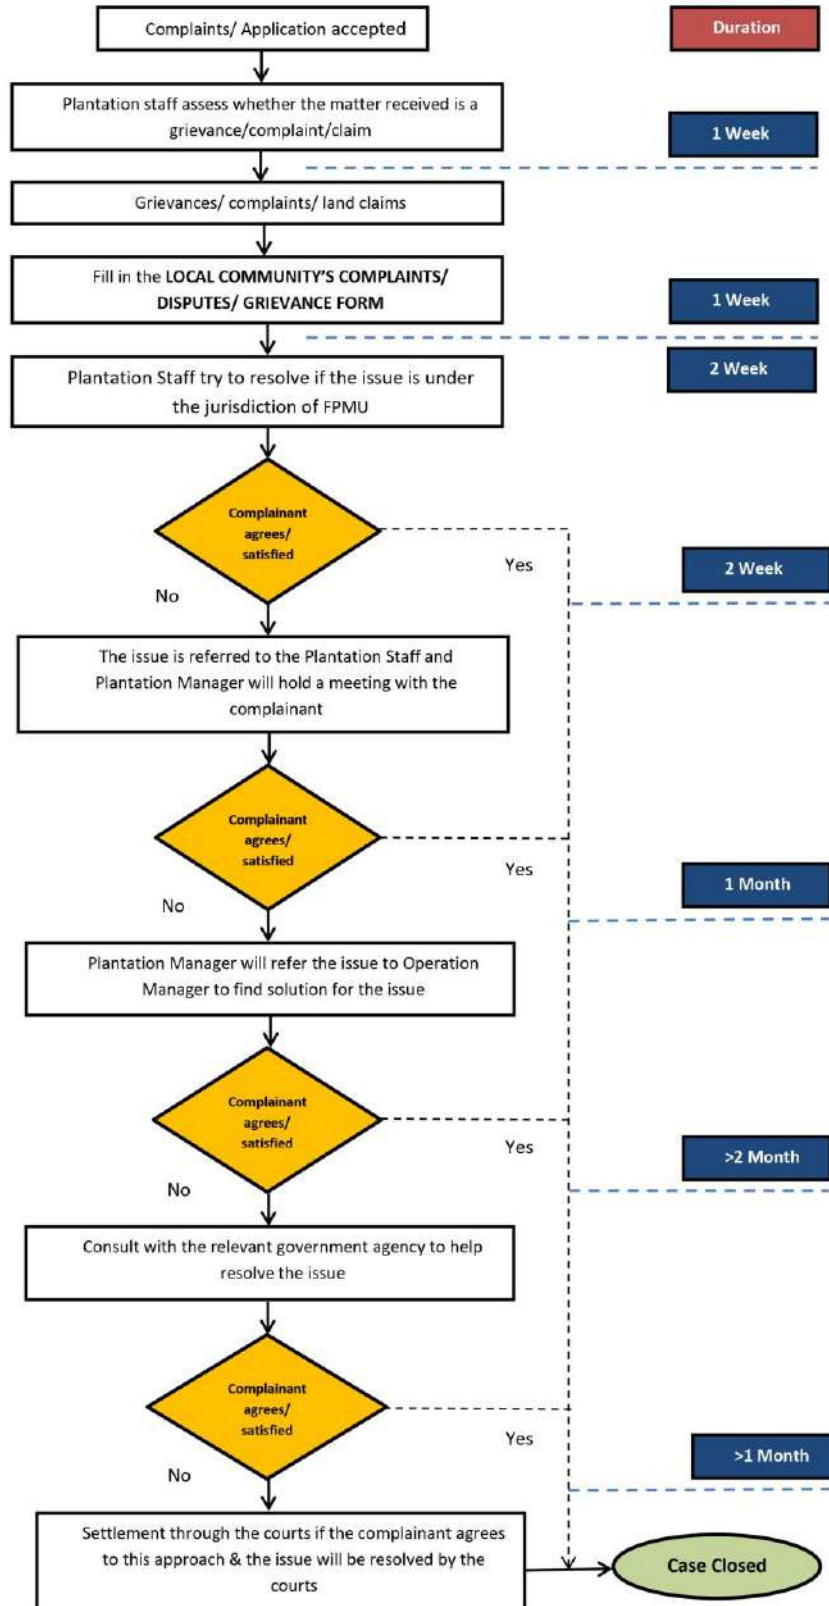 Complaints/ Application accepted
Duration
Plantation staff assess whether the matter received is a
grievance/complaint/claim
1 Week
Grievances/ complaints/ land claims
Fill in the LOCAL COMMUNITY'S COMPLAINTS/
DISPUTES/ GRIEVANCE FORM
1 Week
Plantation Staff try to resolve if the issue is under
the jurisdiction of FPMU
2 Week
Complainant
agrees/
satisfied
Yes
No
2 Week
The issue is referred to the Plantation Staff and
Plantation Manager will hold a meeting with the
complainant
Complainant
agrees/
satisfied
Yes
No
1 Month
Plantation Manager will refer the issue to Operation
Manager to find solution for the issue
Complainant
agrees/
satisfied
Yes
No
>2 Month
Consult with the relevant government agency to help
resolve the issue
Complainant
agrees/
satisfied
Yes
No
>1 Month
Settlement through the courts if the complainant agrees
to this approach & the issue will be resolved by the
courts
Case Closed